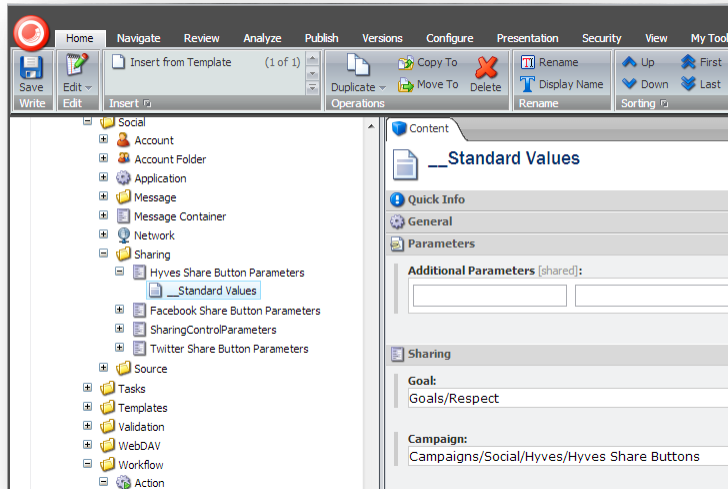 Home Navigate Review Analyze Publish Versions Configure Presentation Security View My Tool
Save
Write
Edit
Edit
Insert from Template (1 of 1)
Insert
Duplicate
Copy To
Move To
Delete
Operations
Rename
Display Name
Rename
Up
Down
First
Last
Sorting
Social
Account
Account Folder
Application
Message
Message Container
Network
Sharing
Hyves Share Button Parameters
__Standard Values
Facebook Share Button Parameters
SharingControlParameters
Twitter Share Button Parameters
Source
Tasks
Templates
Validation
WebDAV
Workflow
Action
Content
__Standard Values
Quick Info
General
Parameters
Additional Parameters [shared]:
Sharing
Goal:
Goals/Respect
Campaign:
Campaigns/Social/Hyves/Hyves Share Buttons